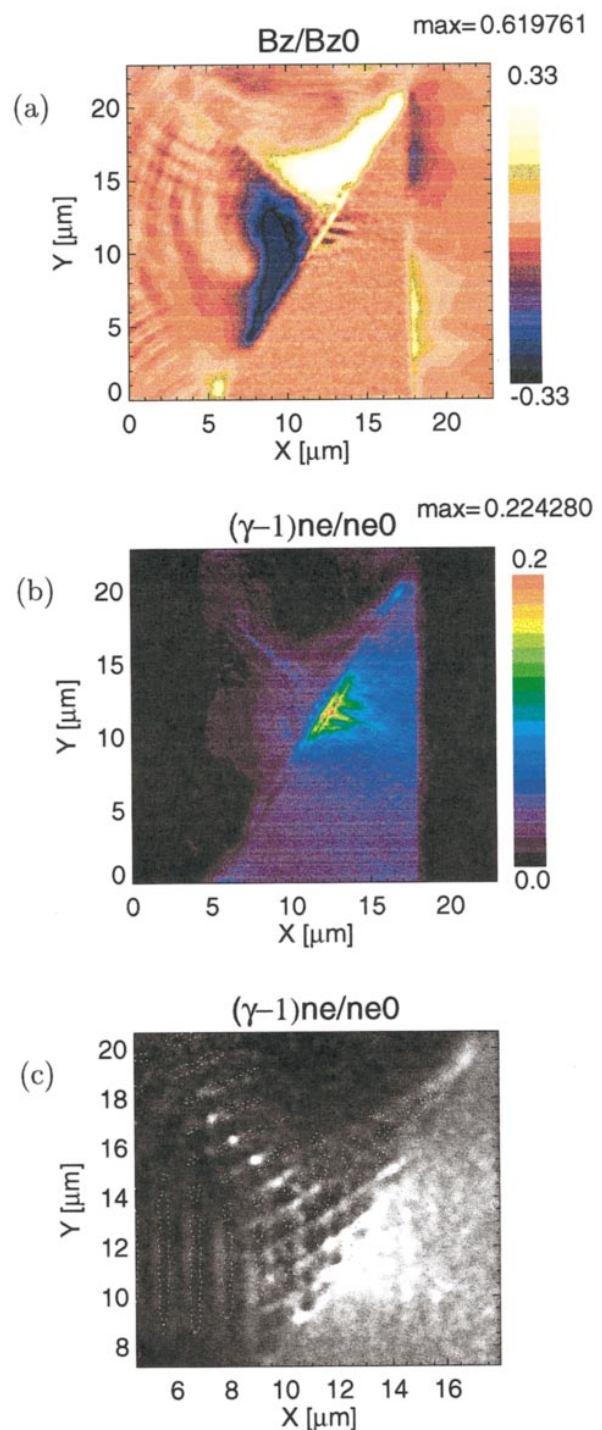 Bz/Bz0
max=0.619761
(a)
0.33
20
15
10
5
0
Y [μm]
0 5 10 15 20
X [μm]
-0.33
(γ-1)ne/ne0
max=0.224280
(b)
0.2
20
15
10
5
0
Y [μm]
0 5 10 15 20
X [μm]
0.0
(γ-1)ne/ne0
(c)
20
18
16
14
12
10
8
Y [μm]
6 8 10 12 14 16
X [μm]